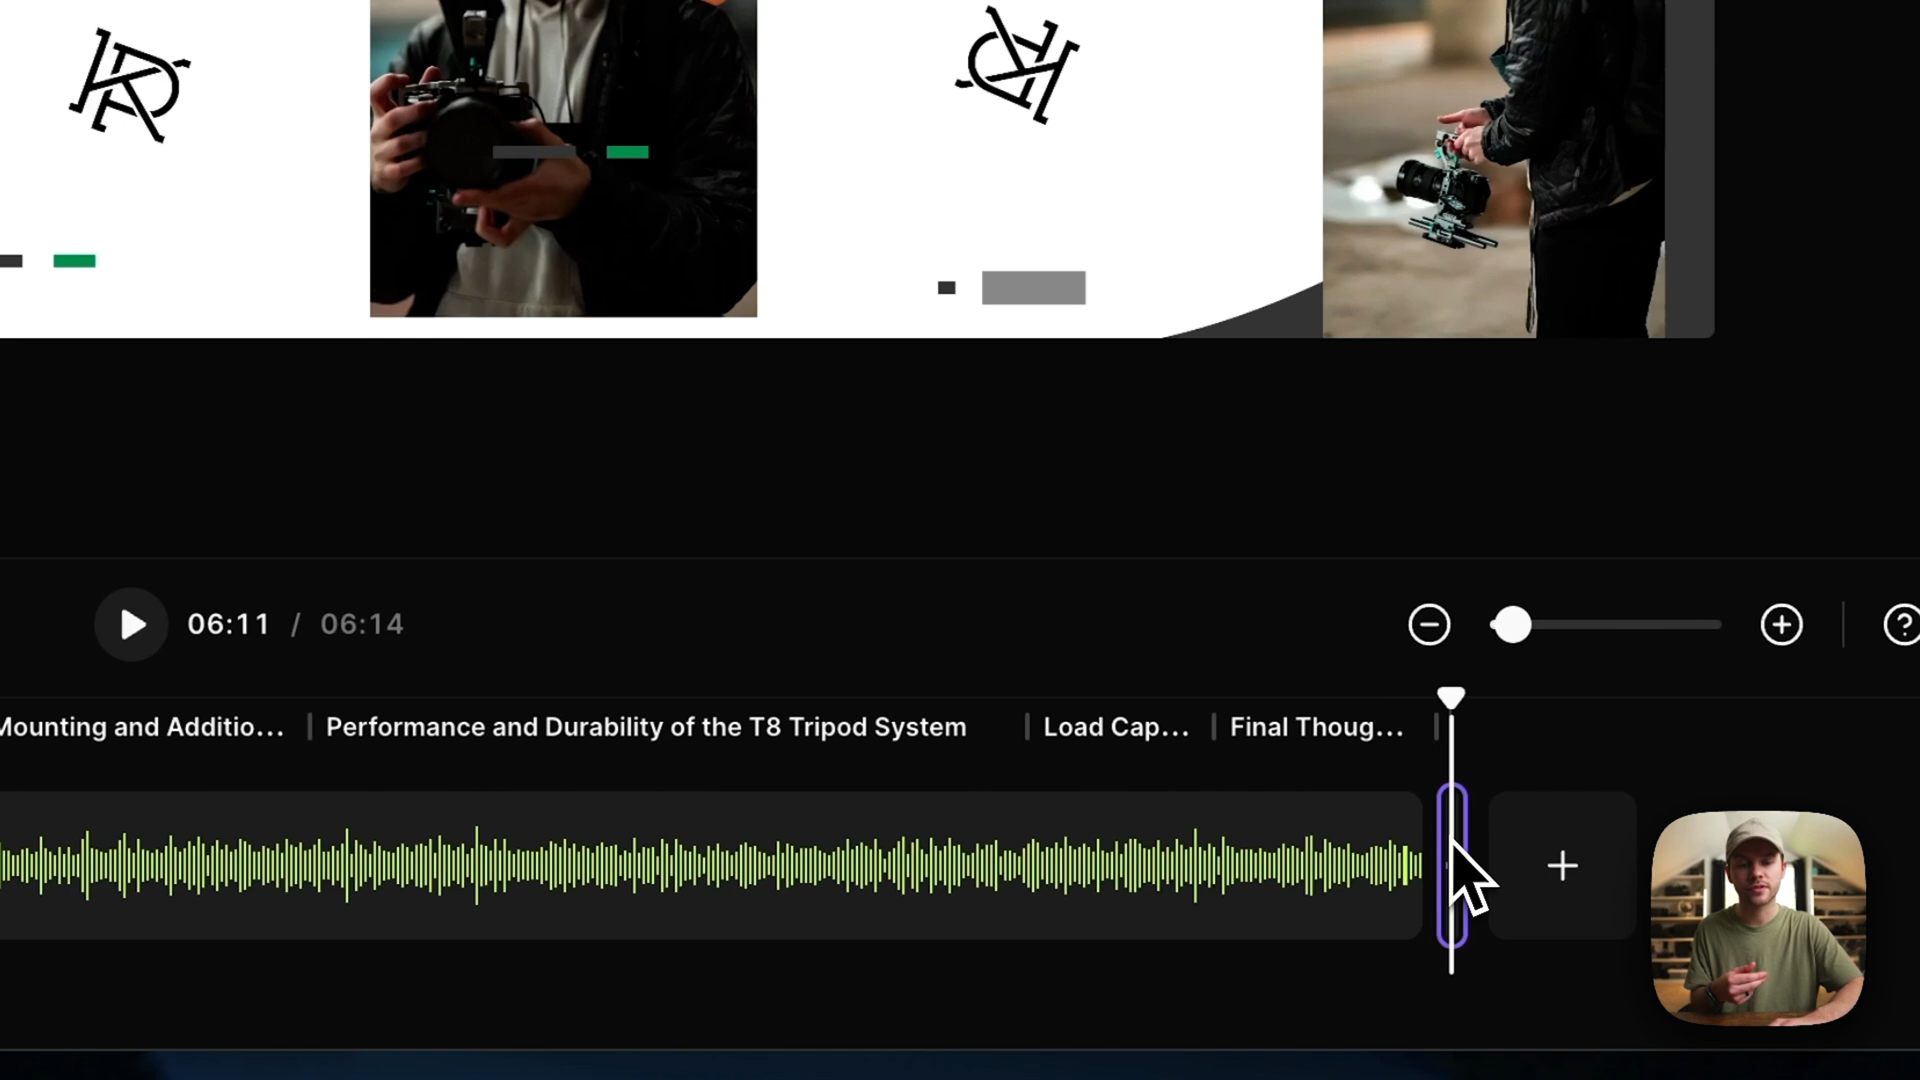 06:11 / 06:14
Mounting and Additio...
Performance and Durability of the T8 Tripod System
Load Cap...
Final Thoug...